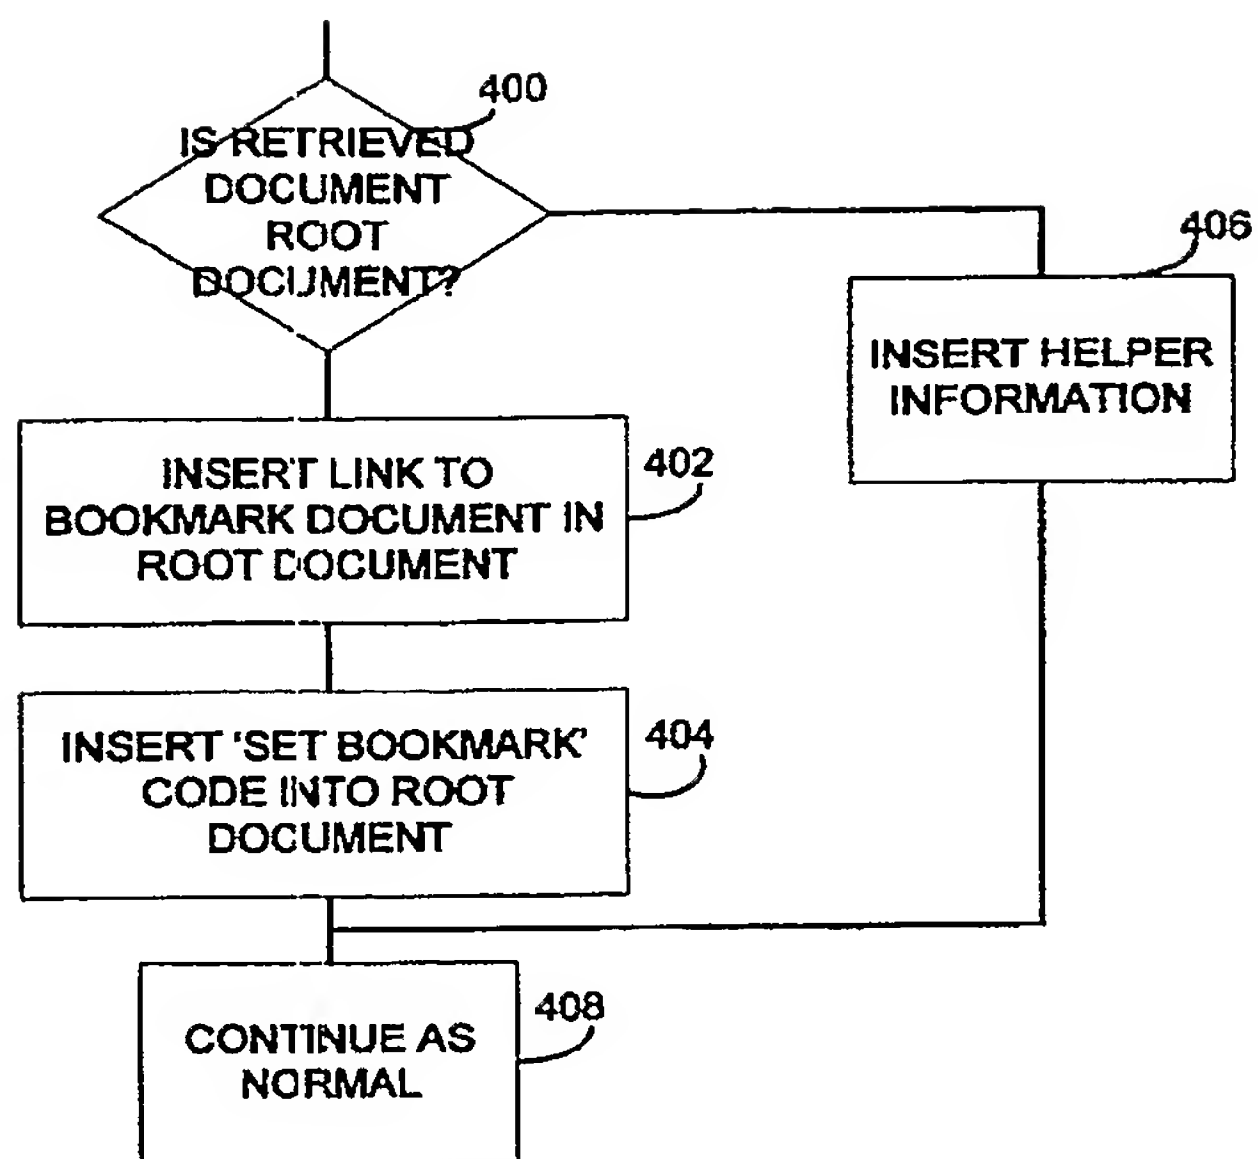 400
IS RETRIEVED
DOCUMENT
ROOT
DOCUMENT?
406
INSERT HELPER
INFORMATION
402
INSERT LINK TO
BOOKMARK DOCUMENT IN
ROOT DOCUMENT
404
INSERT 'SET BOOKMARK'
CODE INTO ROOT
DOCUMENT
408
CONTINUE AS
NORMAL